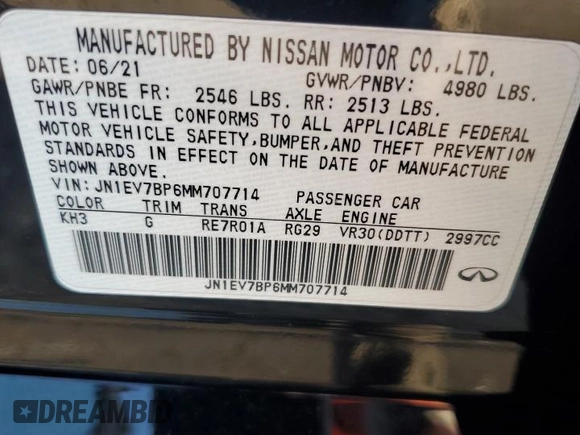 MANUFACTURED BY NISSAN MOTOR CO.,LTD.
DATE: 06/21 GVWR/PNBV: 4980 LBS.
GAWR/PNBE FR: 2546 LBS. RR: 2513 LBS.
THIS VEHICLE CONFORMS TO ALL APPLICABLE FEDERAL
MOTOR VEHICLE SAFETY,BUMPER,AND THEFT PREVENTION
STANDARDS IN EFFECT ON THE DATE OF MANUFACTURE
SHOWN ABOVE.
VIN: JN1EV7BP6MM707714 PASSENGER CAR
COLOR TRIM TRANS AXLE ENGINE
KH3 G RE7R01A RG29 VR30(DDTT) 2997CC
JN1EV7BP6MM707714
DREAMBID